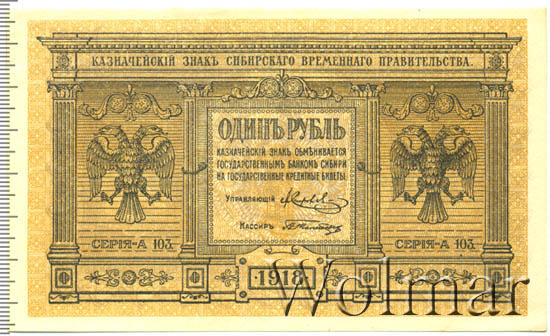 КАЗНАЧЕЙСКІЙ ЗНАКЪ СИБИРСКАГО ВРЕМЕННАГО ПРАВИТЕЛЬСТВА.
ОДИНЪ РУБЛЬ
КАЗНАЧЕЙСКІЙ ЗНАКЪ ОБМѢНИВАЕТСЯ
ГОСУДАРСТВЕННЫМЪ БАНКОМЪ СИБИРИ
НА ГОСУДАРСТВЕННЫЕ КРЕДИТНЫЕ БИЛЕТЫ.
УПРАВЛЯЮЩІЙ
КАССИРЪ
СЕРІЯ-А 103.
СЕРІЯ-А 103.
1918
Wolmar